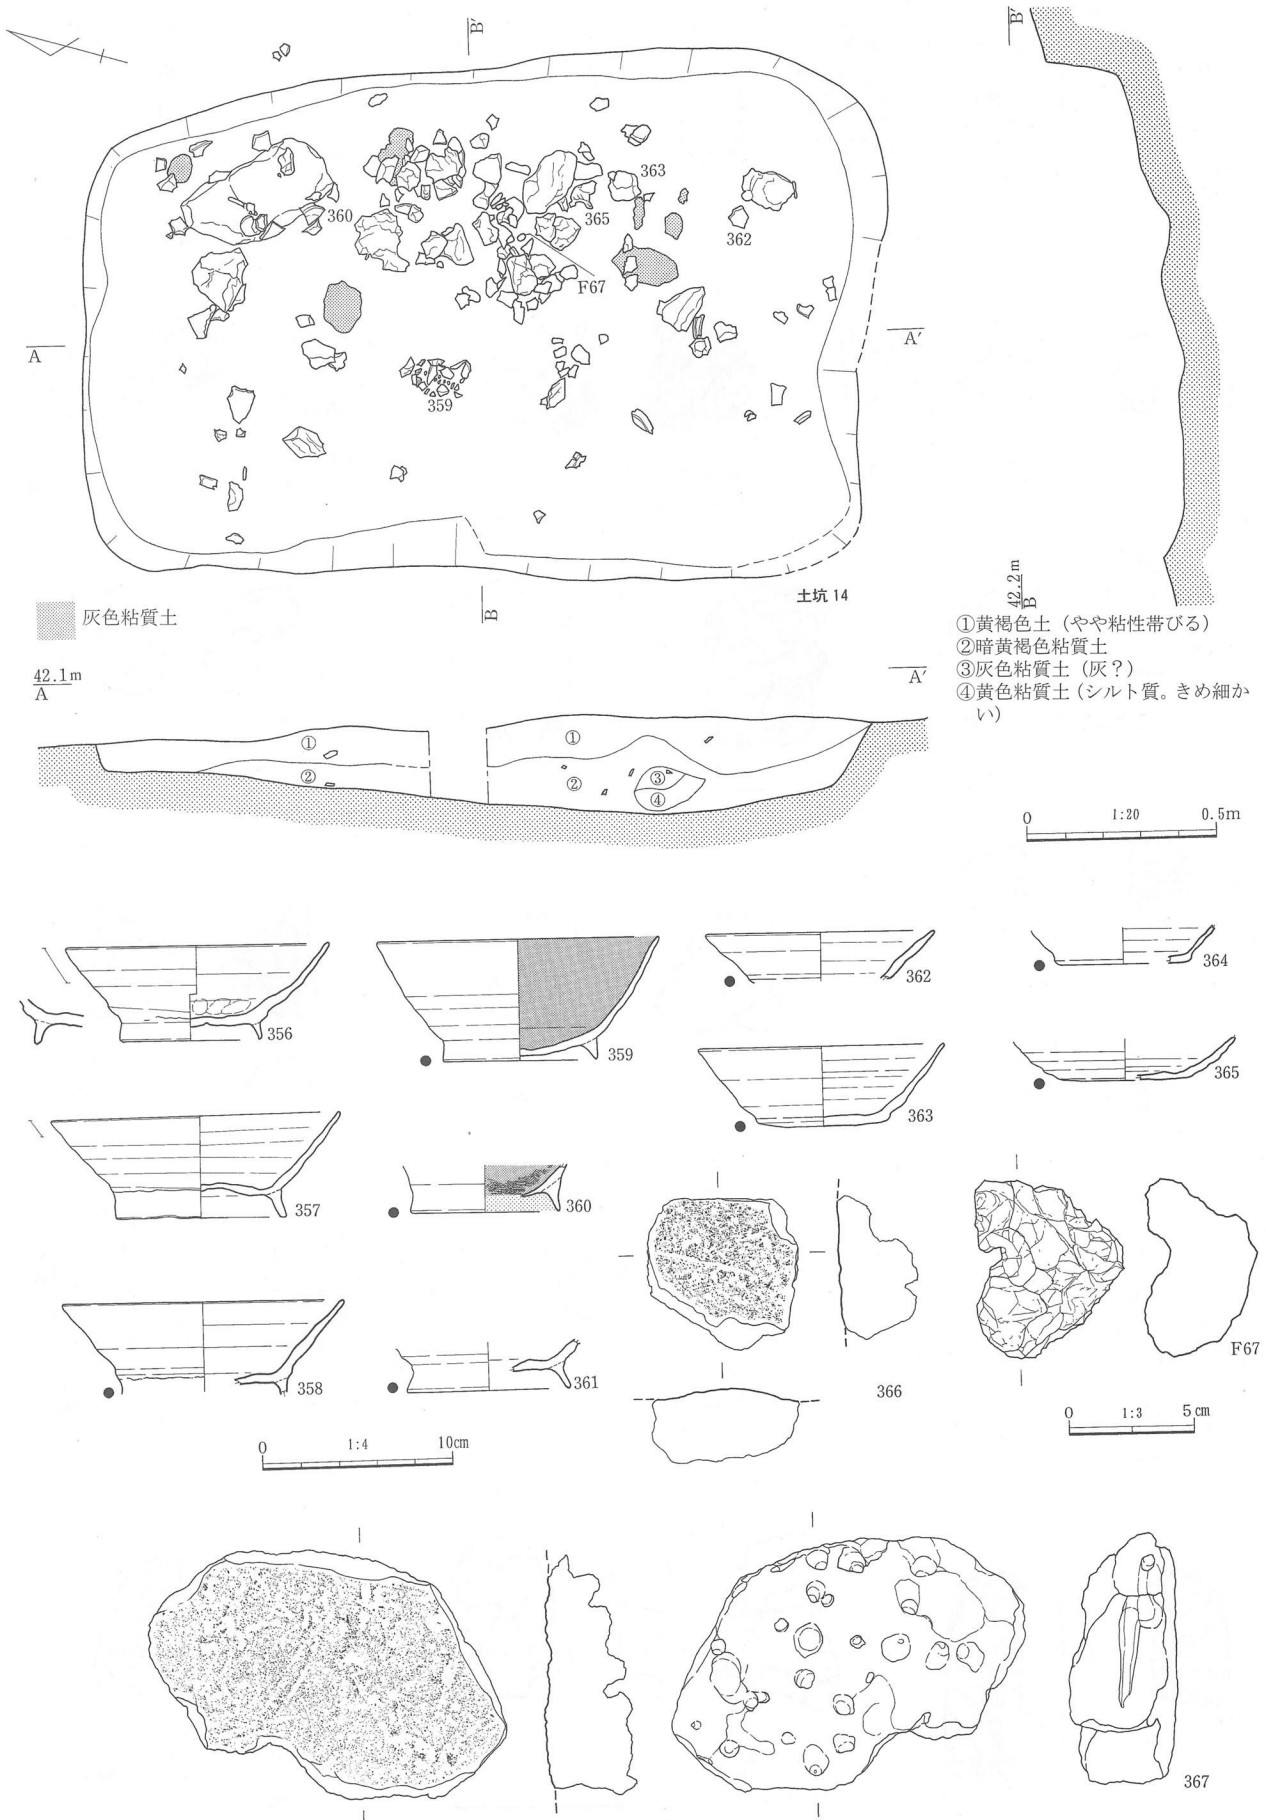 B′
B′
363
360
365
362
F67
A
A′
359
土坑 14
B
42.2m
B
灰色粘質土
①黄褐色土 (やや粘性帯びる)
②暗黄褐色粘質土
③灰色粘質土 (灰?)
④黄色粘質土 (シルト質。きめ細か
い)
42.1m
A
A′
①
①
②
②
③
④
0 1:20 0.5m
356
359
362
364
363
365
357
360
358
361
366
F67
0 1:4 10cm
0 1:3 5cm
367